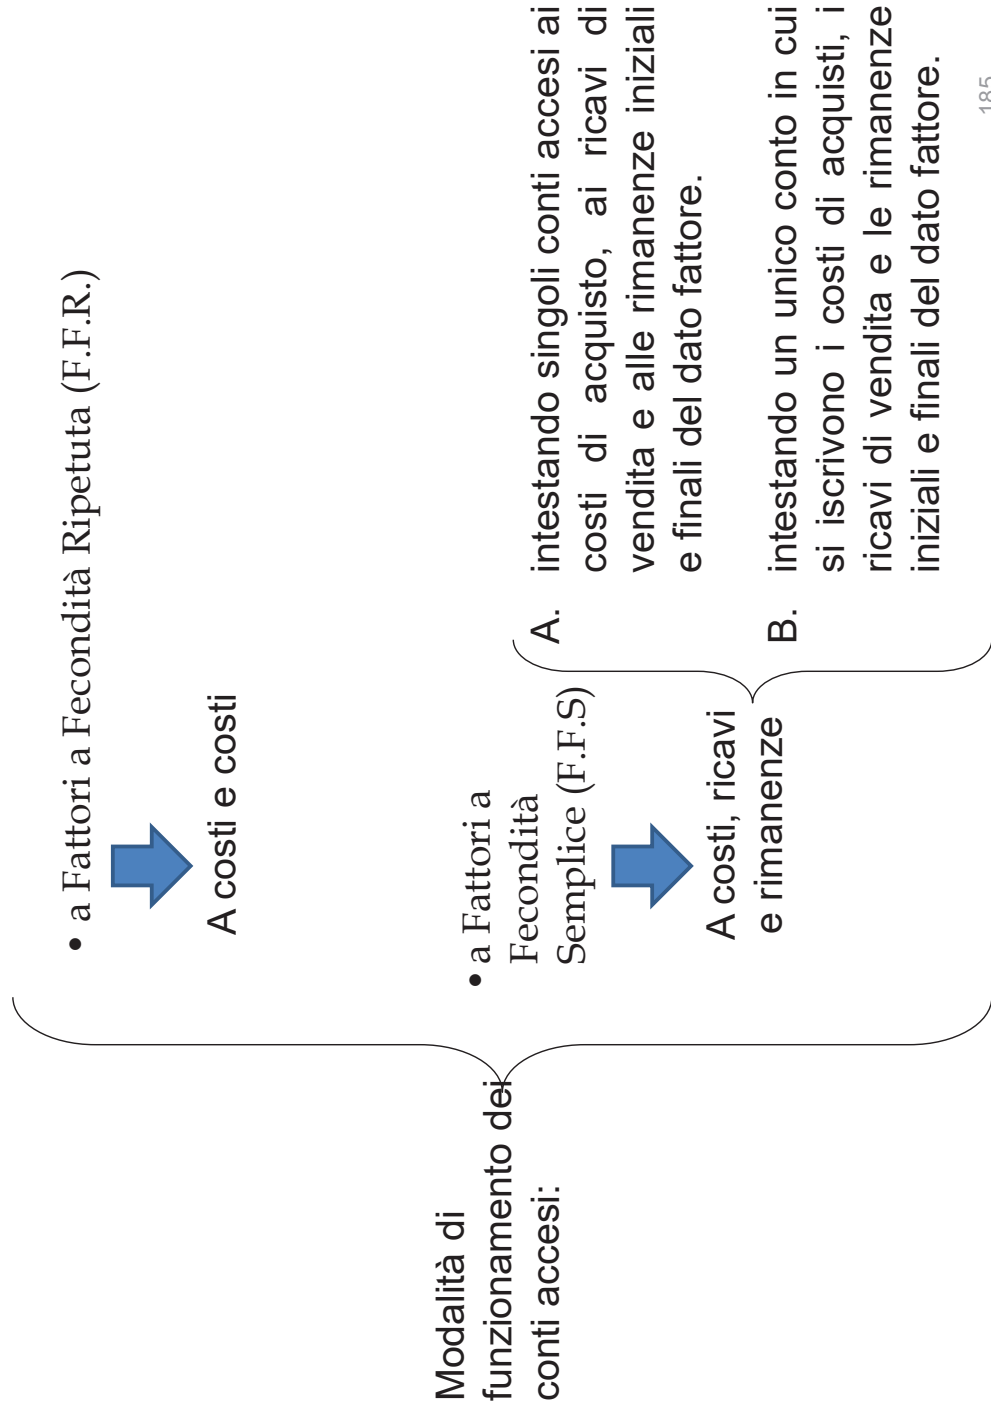 Modalità di
funzionamento dei
conti accesi:
• a Fattori a Fecondità Ripetuta (F.F.R.)
A costi e costi
• a Fattori a
Fecondità
Semplice (F.F.S)
A costi, ricavi
e rimanenze
A. intestando singoli conti accesi ai
costi di acquisto, ai ricavi di
vendita e alle rimanenze iniziali
e finali del dato fattore.
B. intestando un unico conto in cui
si iscrivono i costi di acquisti, i
ricavi di vendita e le rimanenze
iniziali e finali del dato fattore.
185